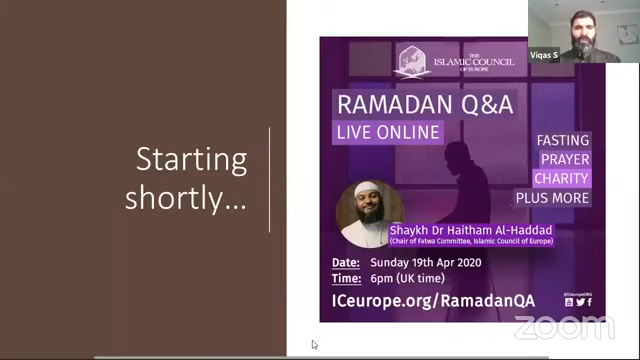 Starting
shortly...
THE
ISLAMIC COUNCIL
OF EUROPE
RAMADAN Q&A
LIVE ONLINE
FASTING
PRAYER
CHARITY
PLUS MORE
Shaykh Dr Haitham Al-Haddad
(Chair of Fatwa Committee, Islamic Council of Europe)
Date: Sunday 19th Apr 2020
Time: 6pm (UK time)
ICeurope.org/RamadanQA
@ICeuropeORG
Viqas S
zoom